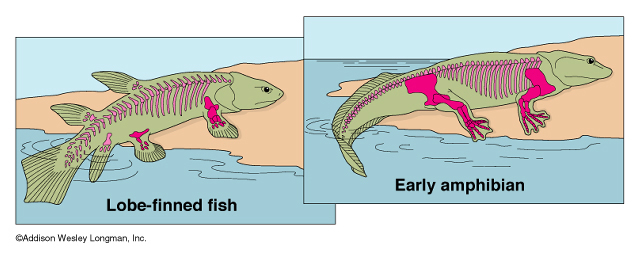 Lobe-finned fish
Early amphibian
©Addison Wesley Longman, Inc.